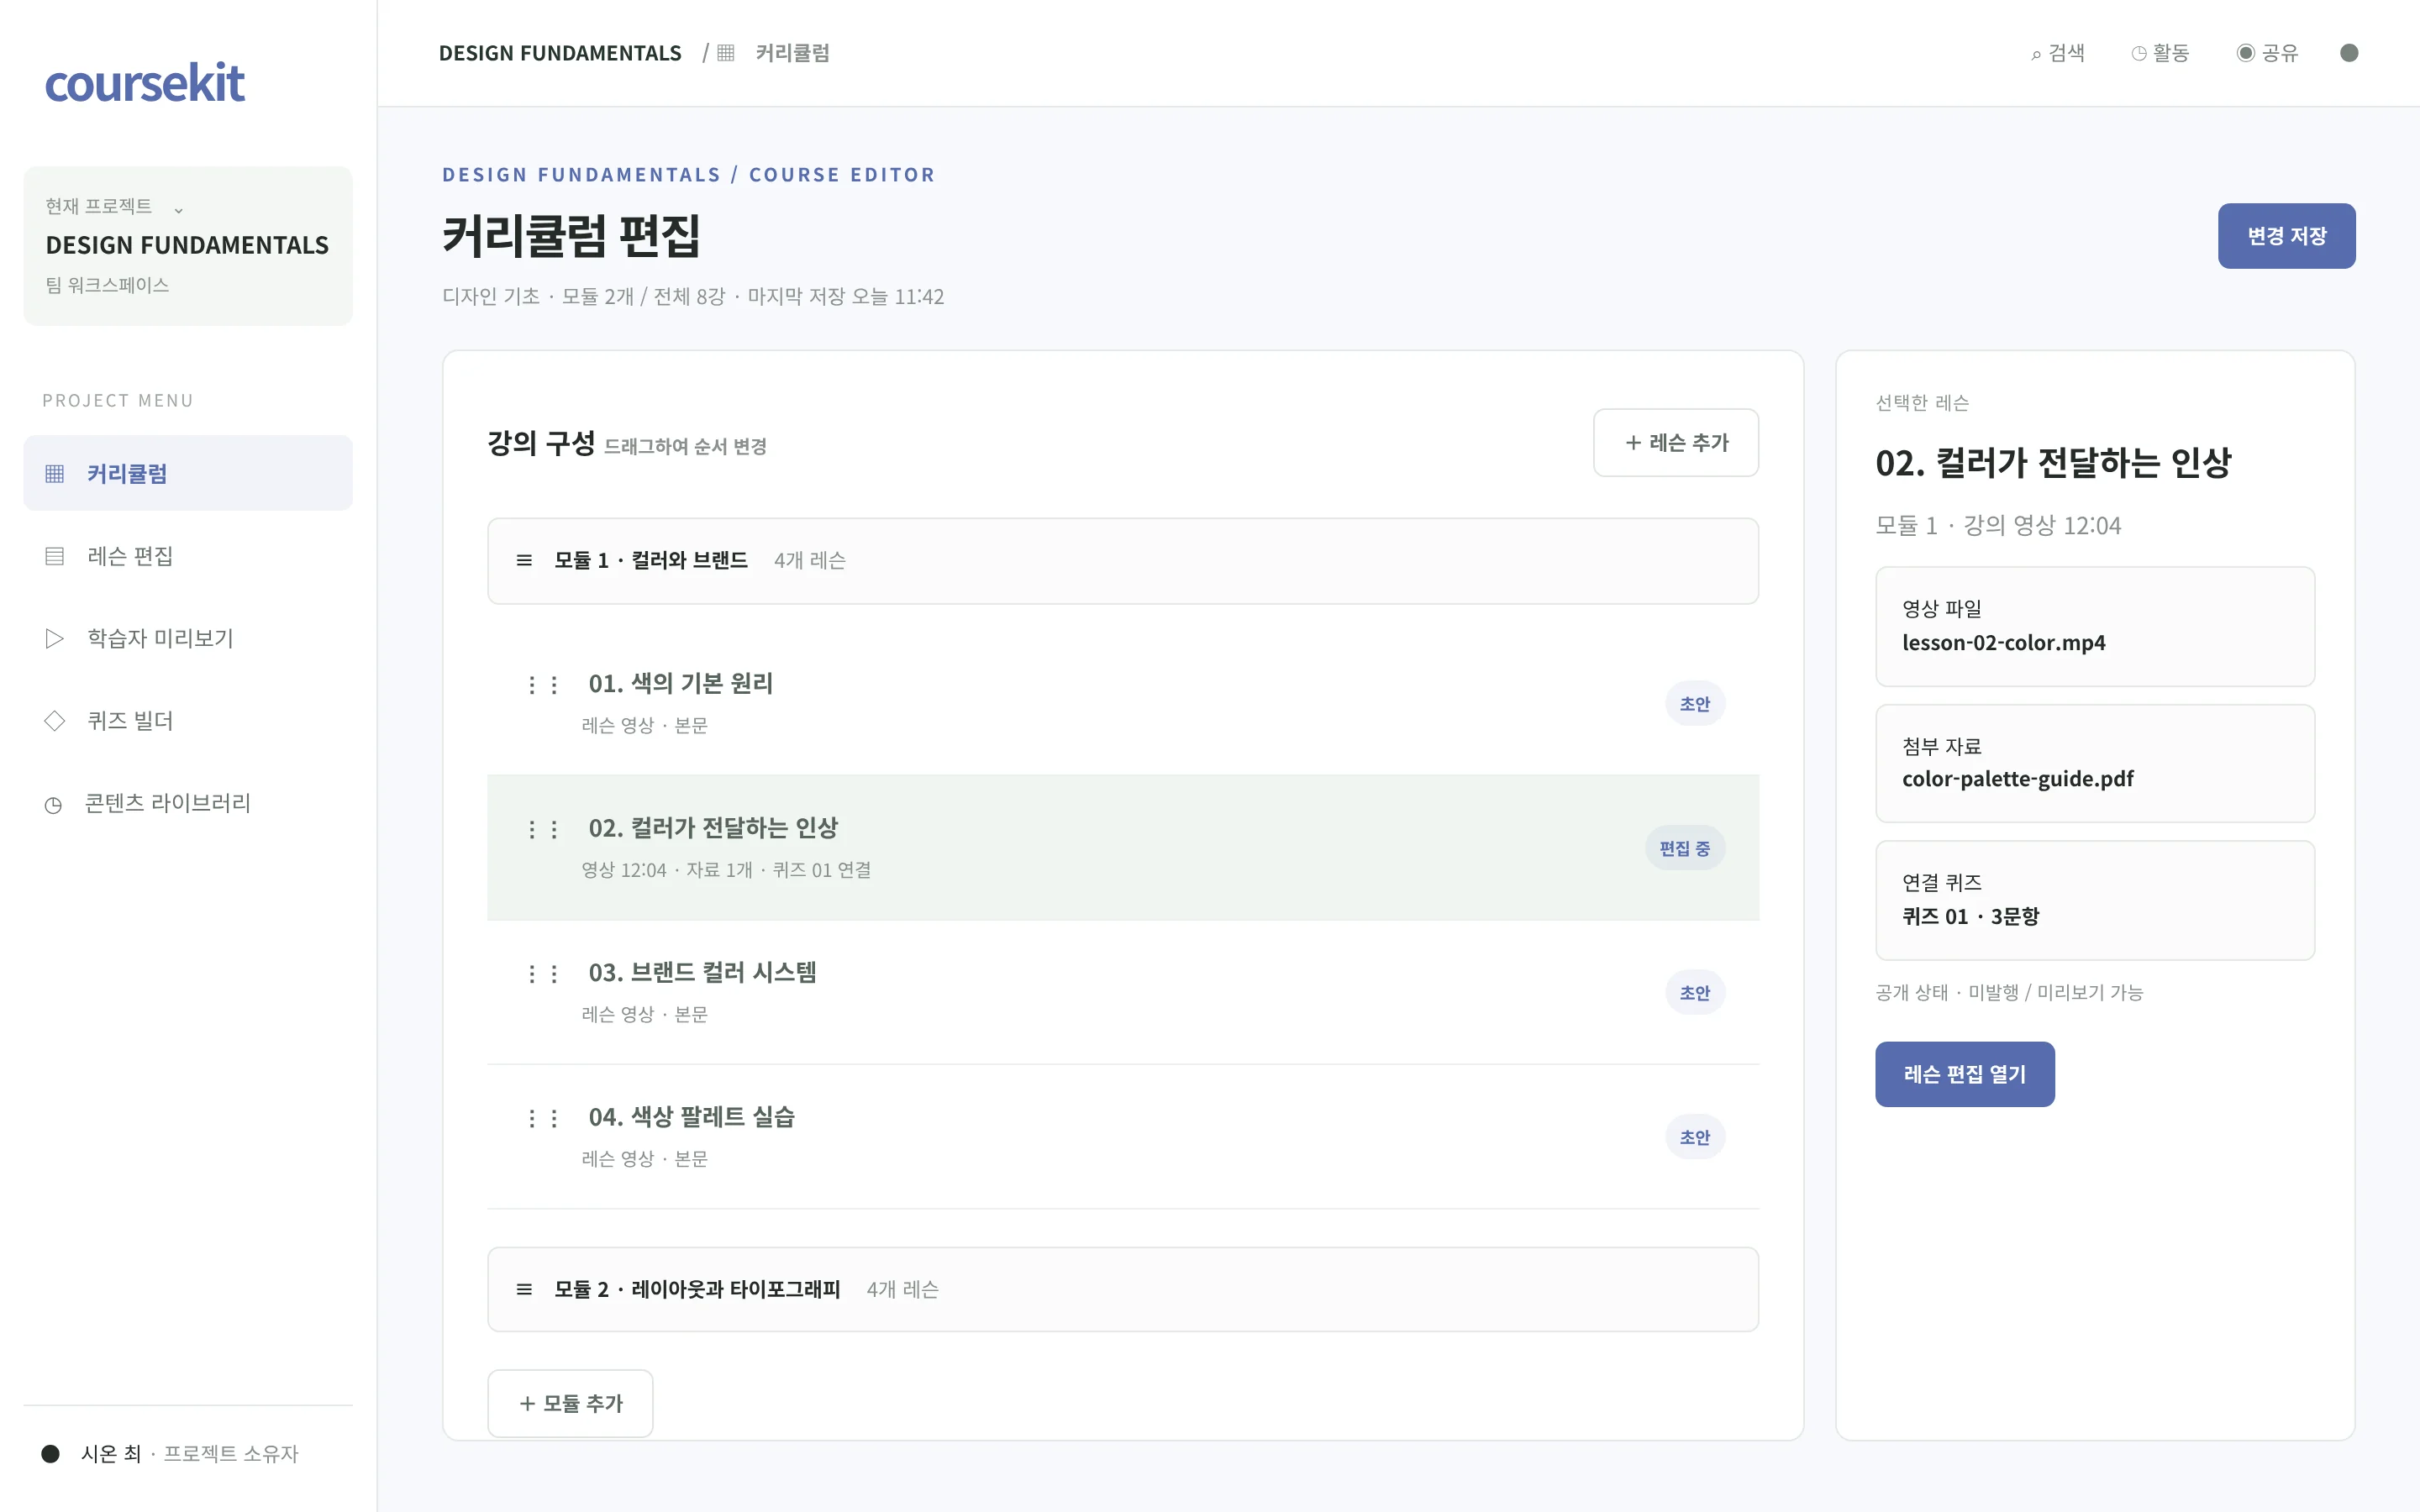 coursekit
현재 프로젝트
DESIGN FUNDAMENTALS
팀 워크스페이스
PROJECT MENU
커리큘럼
레슨 편집
학습자 미리보기
퀴즈 빌더
콘텐츠 라이브러리
시온 최 · 프로젝트 소유자
DESIGN FUNDAMENTALS / 커리큘럼
검색
활동
공유
DESIGN FUNDAMENTALS / COURSE EDITOR
커리큘럼 편집
디자인 기초 · 모듈 2개 / 전체 8강 · 마지막 저장 오늘 11:42
변경 저장
강의 구성 드래그하여 순서 변경
+ 레슨 추가
모듈 1 · 컬러와 브랜드 4개 레슨
01. 색의 기본 원리
레슨 영상 · 본문
초안
02. 컬러가 전달하는 인상
영상 12:04 · 자료 1개 · 퀴즈 01 연결
편집 중
03. 브랜드 컬러 시스템
레슨 영상 · 본문
초안
04. 색상 팔레트 실습
레슨 영상 · 본문
초안
모듈 2 · 레이아웃과 타이포그래피 4개 레슨
+ 모듈 추가
선택한 레슨
02. 컬러가 전달하는 인상
모듈 1 · 강의 영상 12:04
영상 파일
lesson-02-color.mp4
첨부 자료
color-palette-guide.pdf
연결 퀴즈
퀴즈 01 · 3문항
공개 상태 · 미발행 / 미리보기 가능
레슨 편집 열기